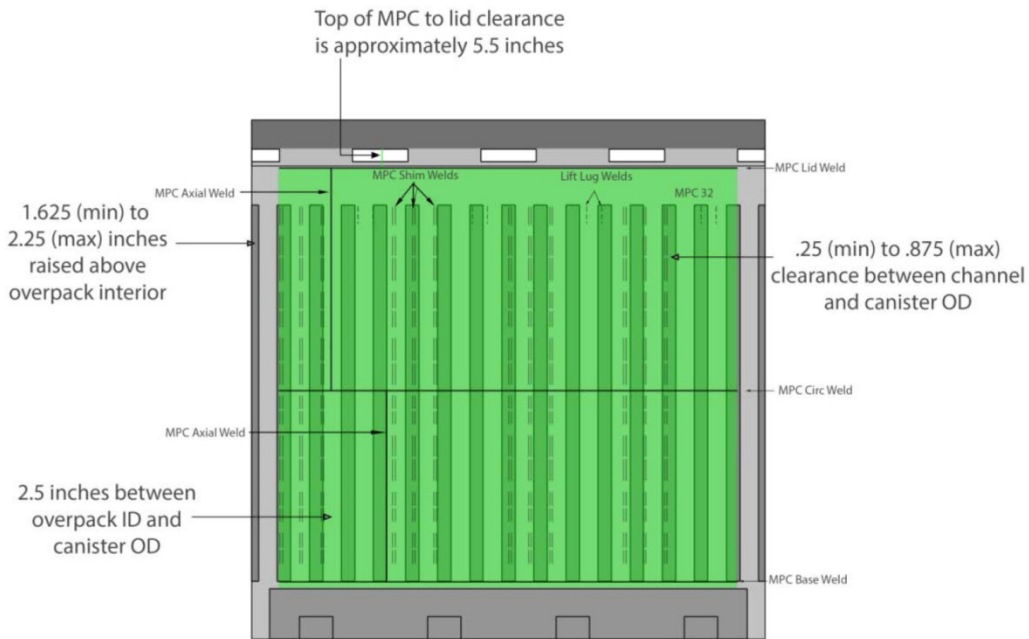 Top of MPC to lid clearance
is approximately 5.5 inches
MPC Lid Weld
MPC Axial Weld
MPC Shim Welds
Lift Lug Welds
MPC 32
1.625 (min) to
2.25 (max) inches
raised above
overpack interior
.25 (min) to .875 (max)
clearance between channel
and canister OD
MPC Circ Weld
MPC Axial Weld
2.5 inches between
overpack ID and
canister OD
MPC Base Weld